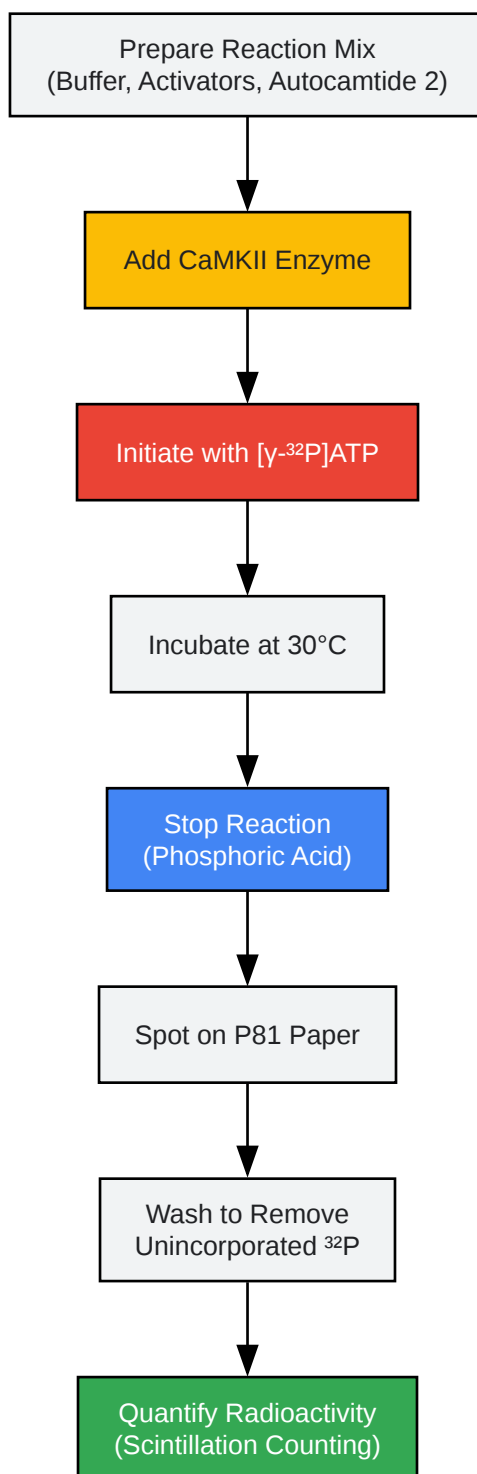 Prepare Reaction Mix
(Buffer, Activators, Autocamtide 2)
Add CaMKII Enzyme
Initiate with [γ-³²P]ATP
Incubate at 30°C
Stop Reaction
(Phosphoric Acid)
Spot on P81 Paper
Wash to Remove
Unincorporated ³²P
Quantify Radioactivity
(Scintillation Counting)